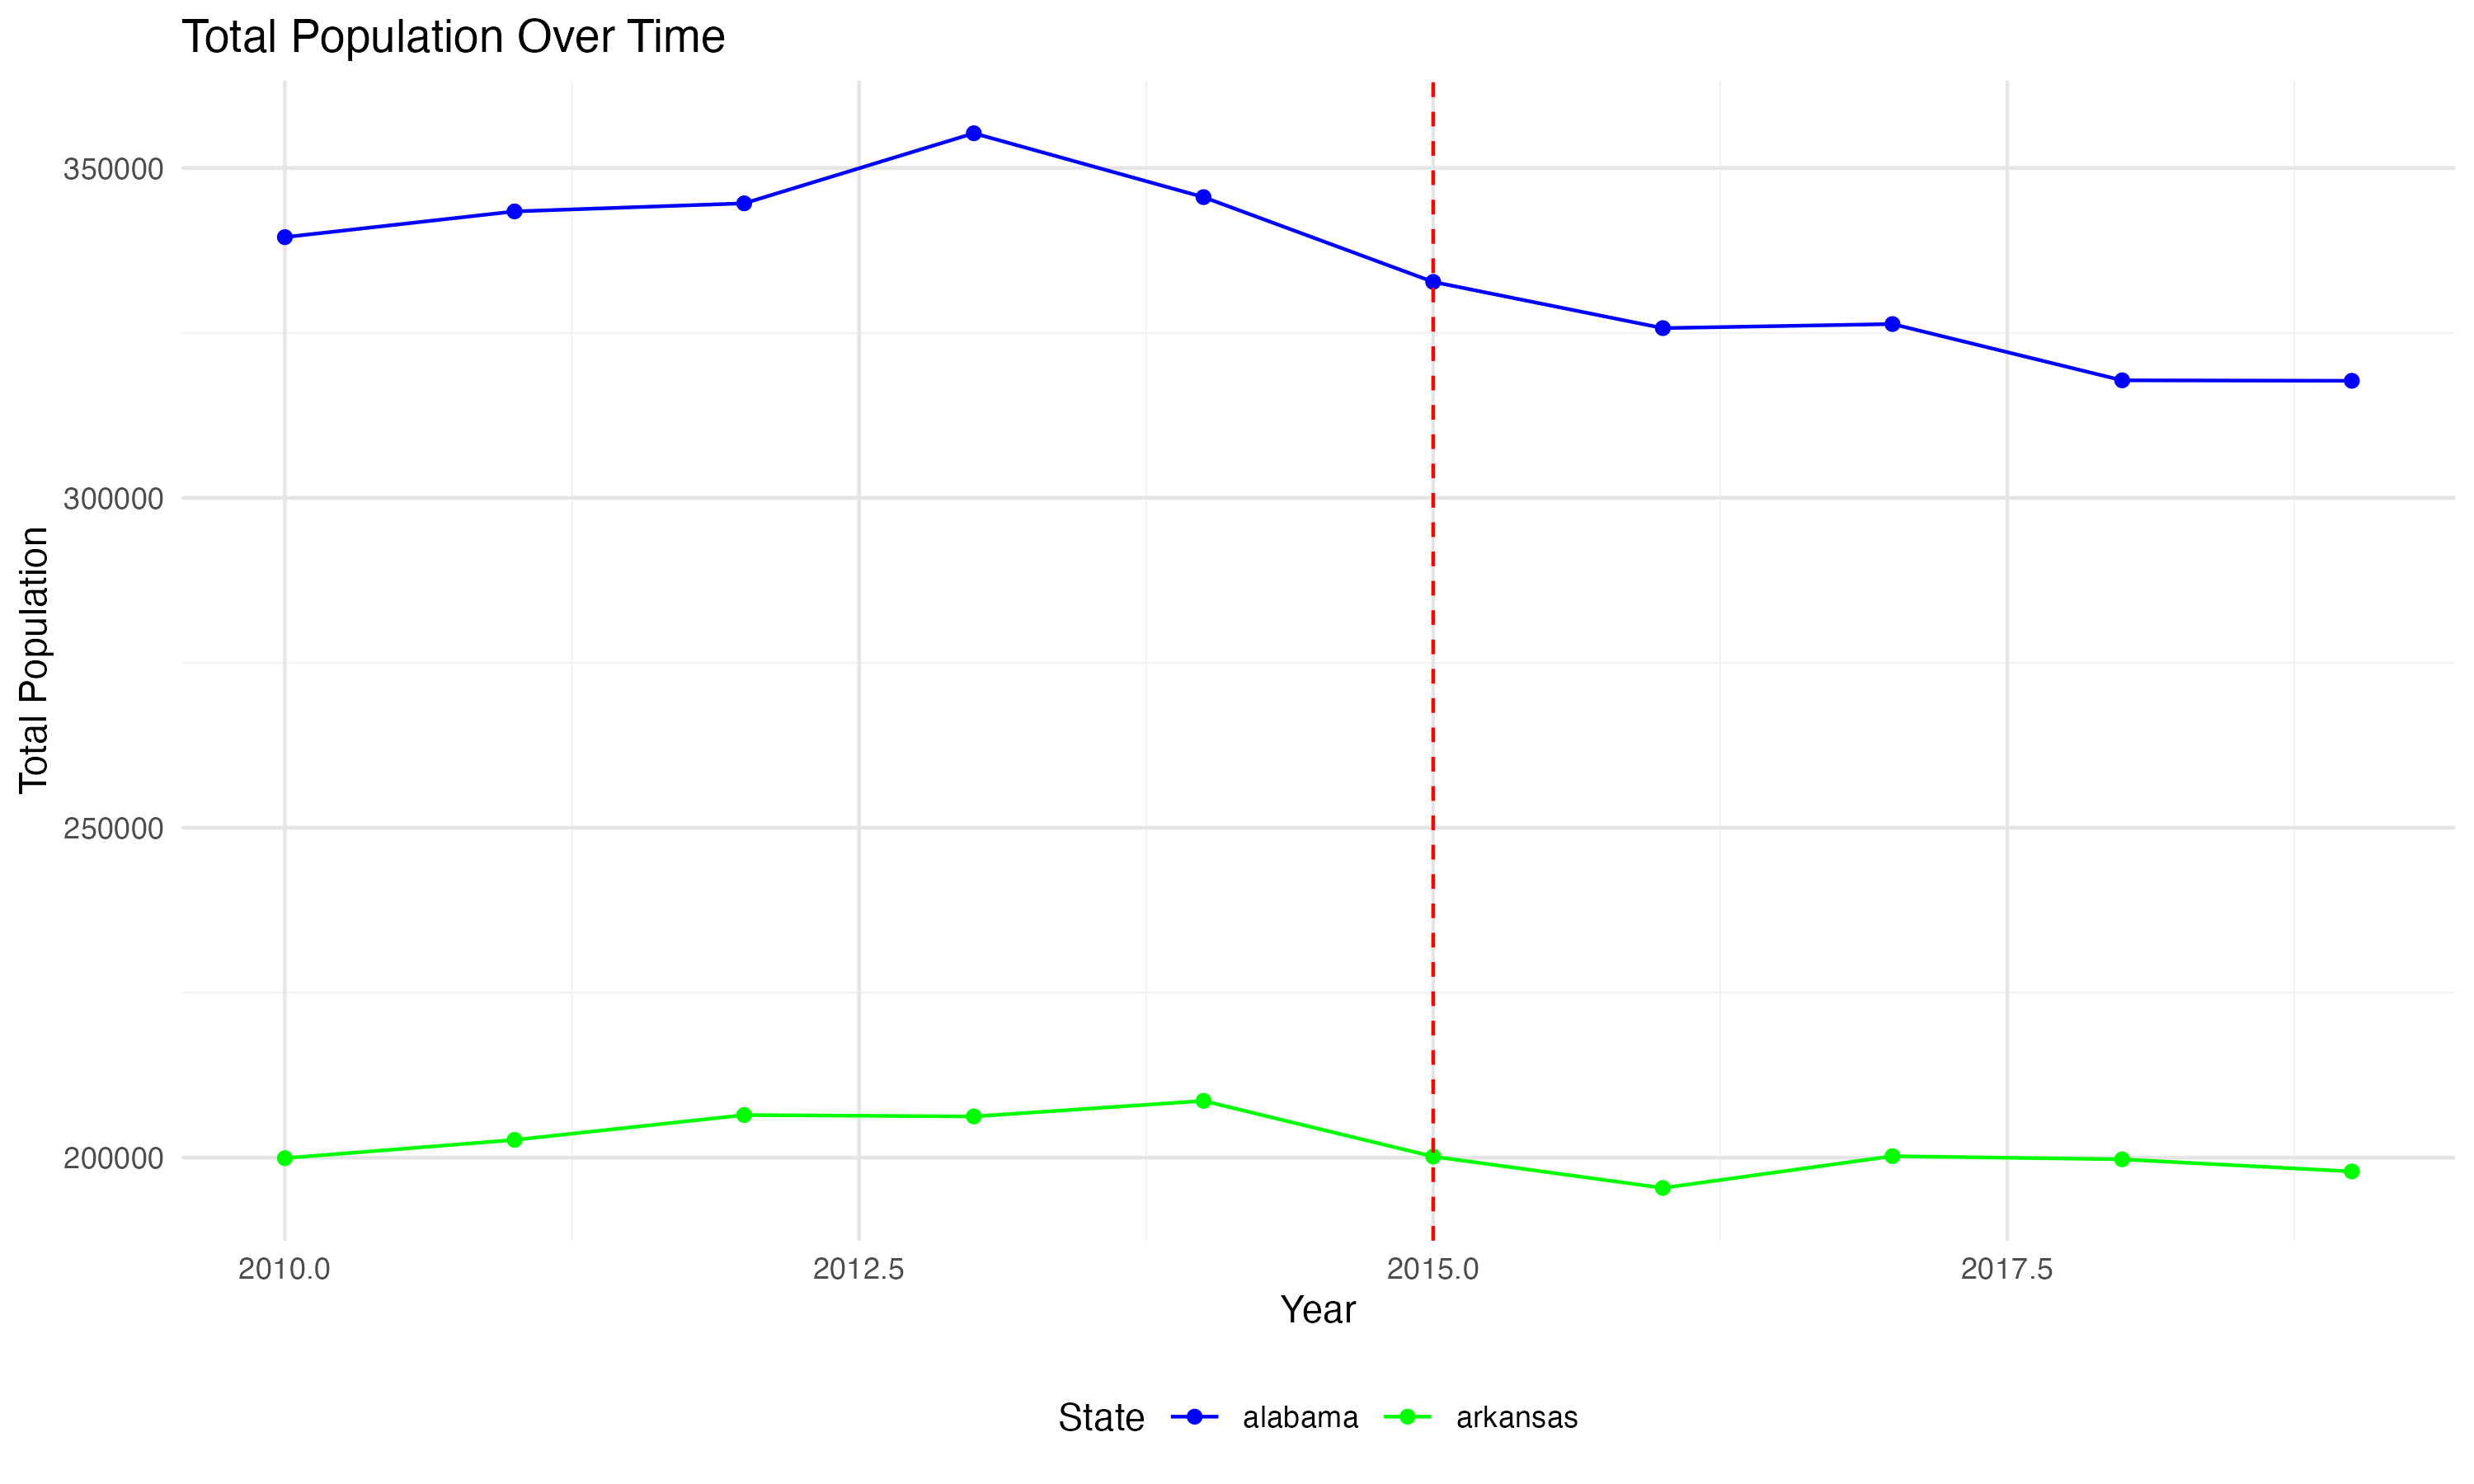 Total Population Over Time
Total Population
350000
300000
250000
200000
2010.0 2012.5 2015.0 2017.5
Year
State alabama arkansas